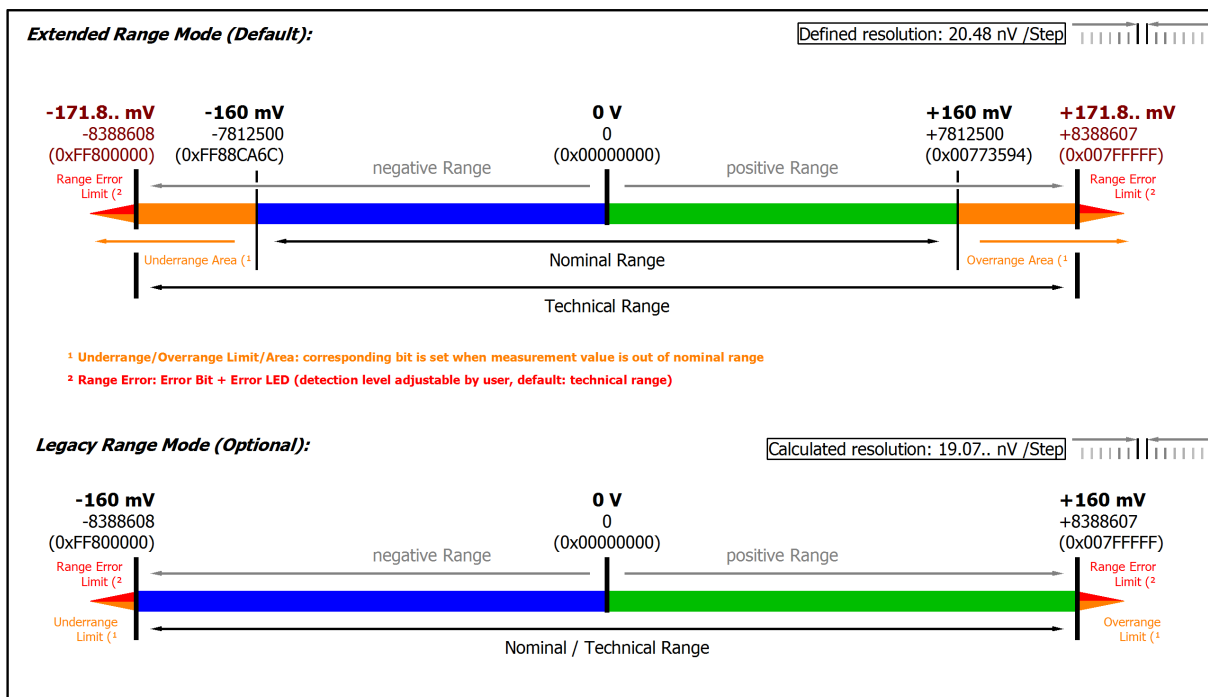 Extended Range Mode (Default):
Defined resolution: 20.48 nV /Step
-171.8.. mV
-8388608
(0xFF800000)
-160 mV
-7812500
(0xFF88CA6C)
0 V
0
(0x00000000)
+160 mV
+7812500
(0x00773594)
+171.8.. mV
+8388607
(0x007FFFFF)
negative Range
positive Range
Range Error
Limit (²
Range Error
Limit (²
Underrange Area (¹
Nominal Range
Overrange Area (¹
Technical Range
¹ Underrange/Overrange Limit/Area: corresponding bit is set when measurement value is out of nominal range
² Range Error: Error Bit + Error LED (detection level adjustable by user, default: technical range)
Legacy Range Mode (Optional):
Calculated resolution: 19.07.. nV /Step
-160 mV
-8388608
(0xFF800000)
0 V
0
(0x00000000)
+160 mV
+8388607
(0x007FFFFF)
negative Range
positive Range
Range Error
Limit (²
Range Error
Limit (²
Underrange
Limit (¹
Overrange
Limit (¹
Nominal / Technical Range